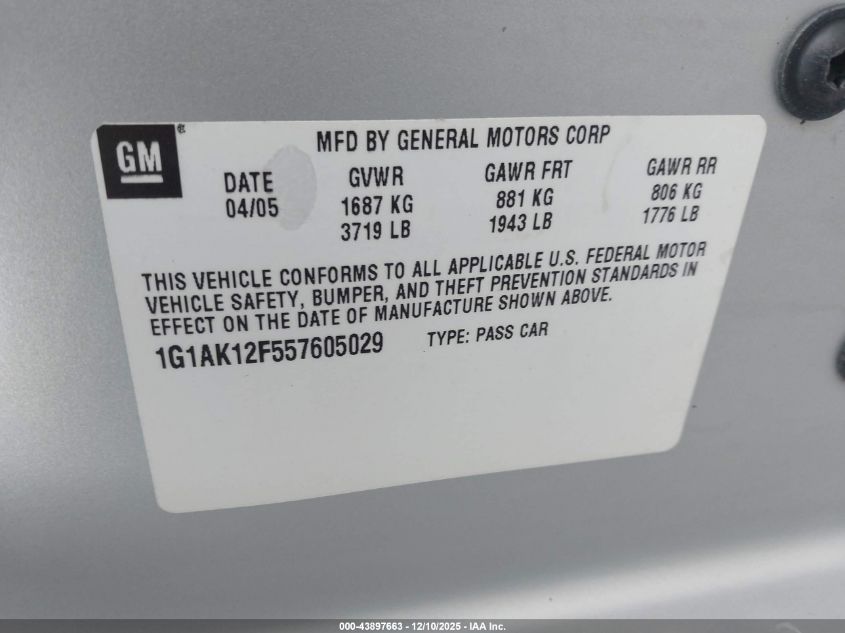 GM®
MFD BY GENERAL MOTORS CORP
DATE GVWR GAWR FRT GAWR RR
04/05 1687 KG 881 KG 806 KG
3719 LB 1943 LB 1776 LB
THIS VEHICLE CONFORMS TO ALL APPLICABLE U.S. FEDERAL MOTOR
VEHICLE SAFETY, BUMPER, AND THEFT PREVENTION STANDARDS IN
EFFECT ON THE DATE OF MANUFACTURE SHOWN ABOVE.
1G1AK12F557605029 TYPE: PASS CAR
000-43897663 - 12/10/2025 - IAA Inc.